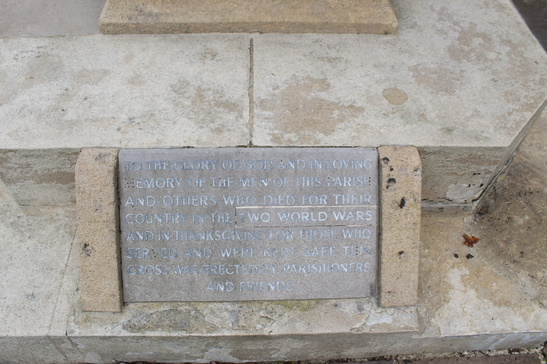 TO THE GLORY OF GOD AND IN LOVING
MEMORY OF THE MEN OF THIS PARISH
AND OTHERS WHO DIED FOR THEIR
COUNTRY IN THE TWO WORLD WARS
AND IN THANKSGIVING FOR THOSE WHO
SERVED AND WERE KEPT SAFE THIS
CROSS WAS ERECTED BY PARISHIONERS
AND FRIENDS